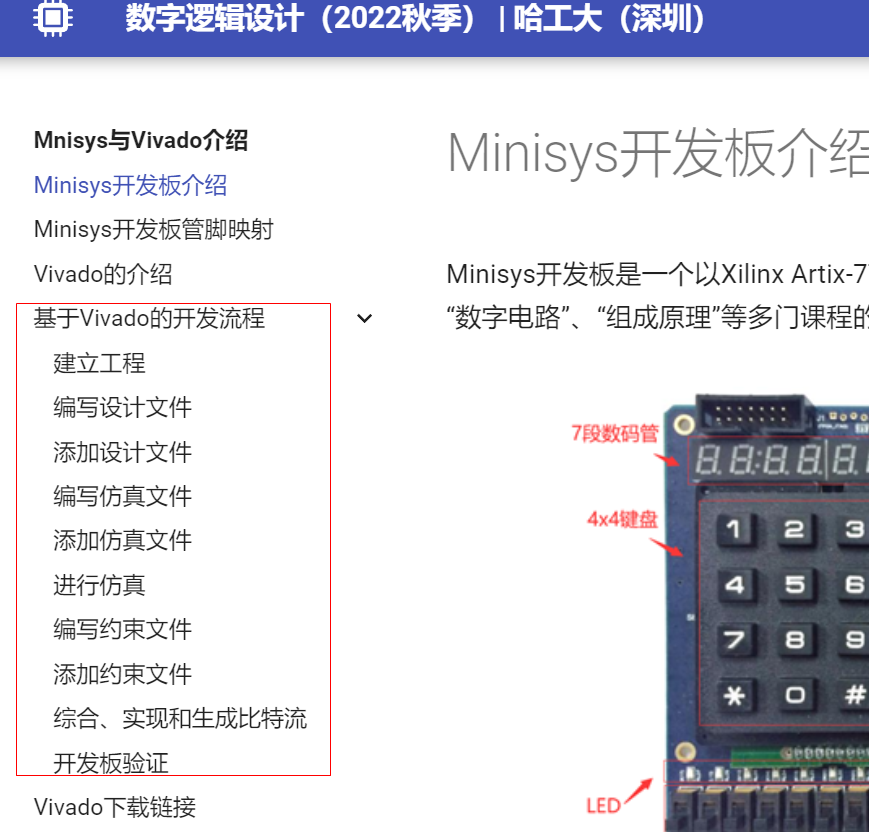 数字逻辑设计（2022秋季） | 哈工大（深圳）
Mnisys与Vivado介绍
Minisys开发板介绍
Minisys开发板管脚映射
Vivado的介绍
基于Vivado的开发流程
建立工程
编写设计文件
添加设计文件
编写仿真文件
添加仿真文件
进行仿真
编写约束文件
添加约束文件
综合、实现和生成比特流
开发板验证
Vivado下载链接
Minisys开发板介绍
Minisys开发板是一个以Xilinx Artix-7
“数字电路”、“组成原理”等多门课程的
7段数码管
4x4键盘
1 2 3
4 5 6
7 8 9
* 0 #
LED